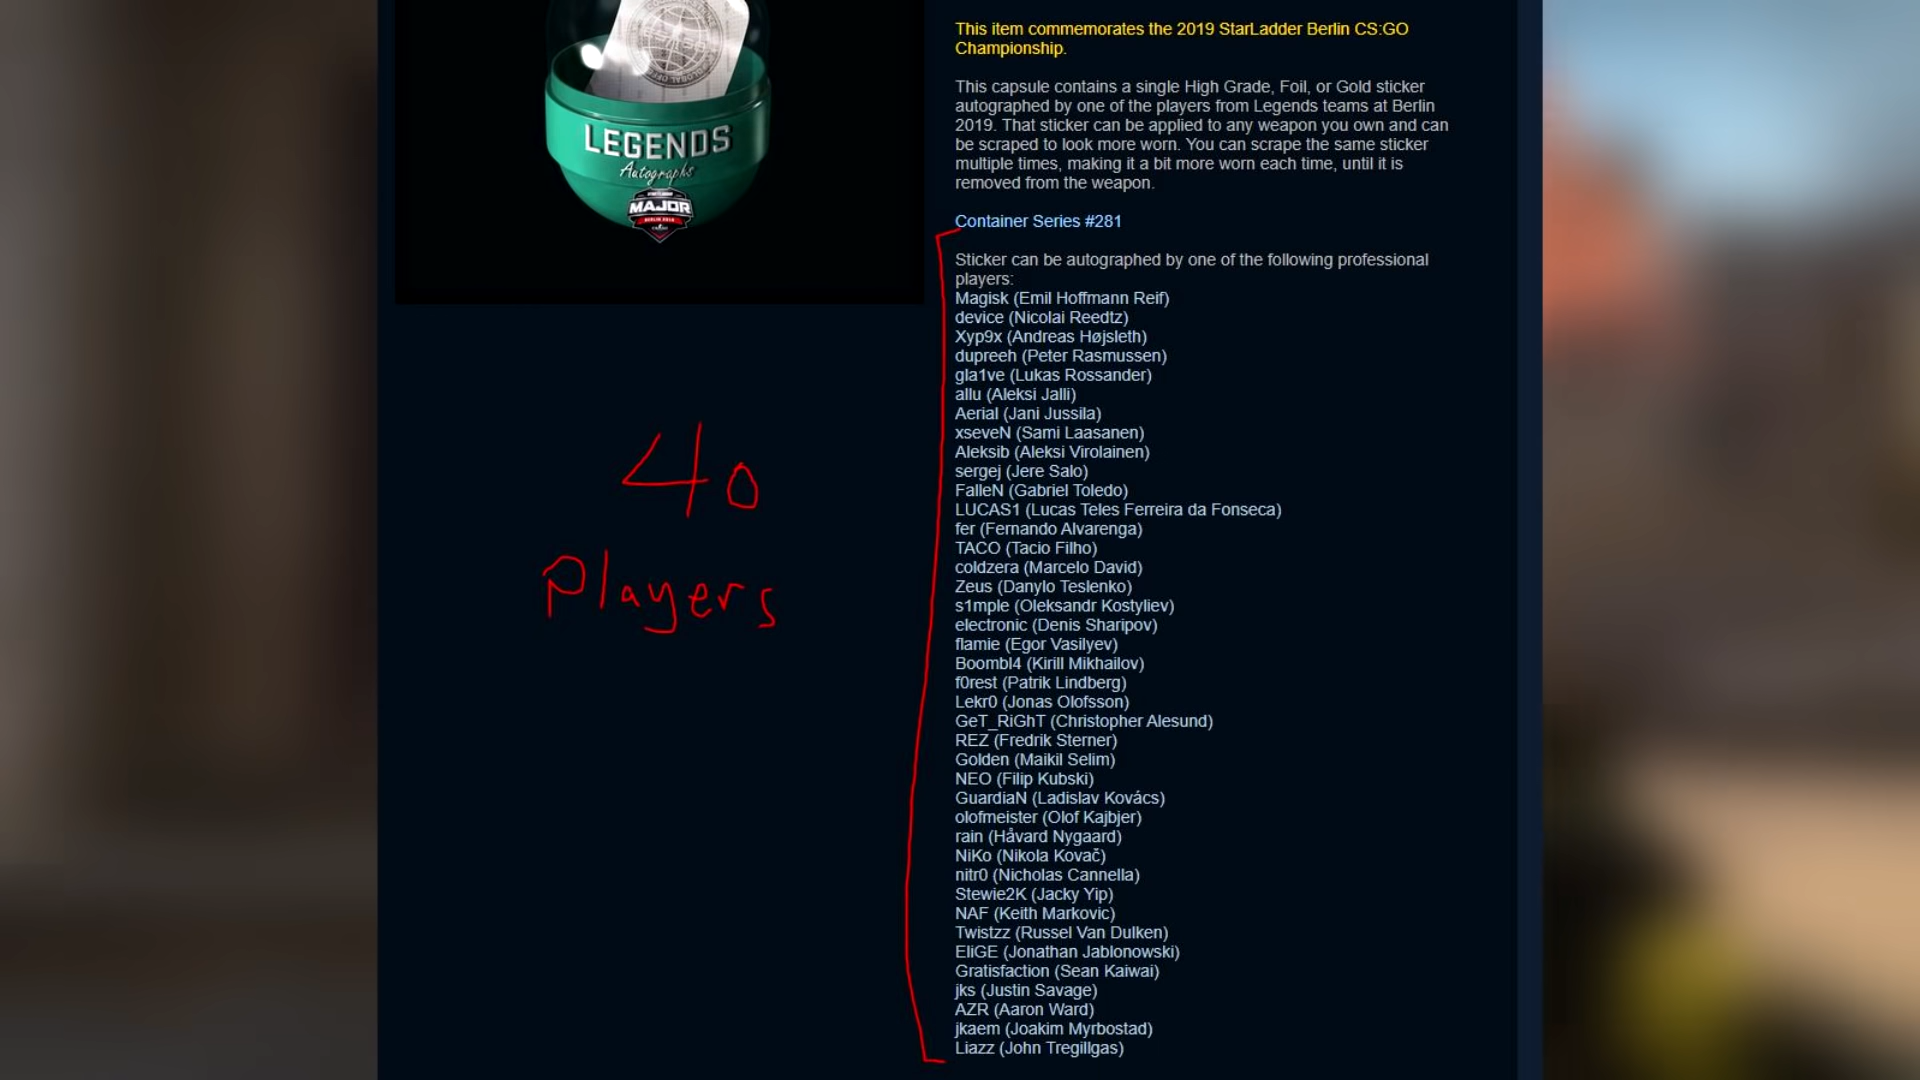 This item commemorates the 2019 StarLadder Berlin CS:GO
Championship.
This capsule contains a single High Grade, Foil, or Gold sticker
autographed by one of the players from Legends teams at Berlin
2019. That sticker can be applied to any weapon you own and can
be scraped to look more worn. You can scrape the same sticker
multiple times, making it a bit more worn each time, until it is
removed from the weapon.
LEGENDS
Autographs
MAJOR
Container Series #281
Sticker can be autographed by one of the following professional
players:
Magisk (Emil Hoffmann Reif)
device (Nicolai Reedtz)
Xyp9x (Andreas Højsleth)
dupreeh (Peter Rasmussen)
gla1ve (Lukas Rossander)
allu (Aleksi Jalli)
Aerial (Jani Jussila)
xseveN (Sami Laasanen)
Aleksib (Aleksi Virolainen)
sergej (Jere Salo)
FalleN (Gabriel Toledo)
LUCAS1 (Lucas Teles Ferreira da Fonseca)
fer (Fernando Alvarenga)
TACO (Tacio Filho)
coldzera (Marcelo David)
Zeus (Danylo Teslenko)
s1mple (Oleksandr Kostyliev)
electronic (Denis Sharipov)
flamie (Egor Vasilyev)
Boombl4 (Kirill Mikhailov)
f0rest (Patrik Lindberg)
Lekr0 (Jonas Olofsson)
GeT_RiGhT (Christopher Alesund)
REZ (Fredrik Sterner)
Golden (Maikil Selim)
NEO (Filip Kubski)
GuardiaN (Ladislav Kovács)
olofmeister (Olof Kajbjer)
rain (Håvard Nygaard)
NiKo (Nikola Kovač)
nitr0 (Nicholas Cannella)
Stewie2K (Jacky Yip)
NAF (Keith Markovic)
Twistzz (Russel Van Dulken)
EliGE (Jonathan Jablonowski)
Gratisfaction (Sean Kaiwai)
jks (Justin Savage)
AZR (Aaron Ward)
jkaem (Joakim Myrbostad)
Liazz (John Tregillgas)
40
Players